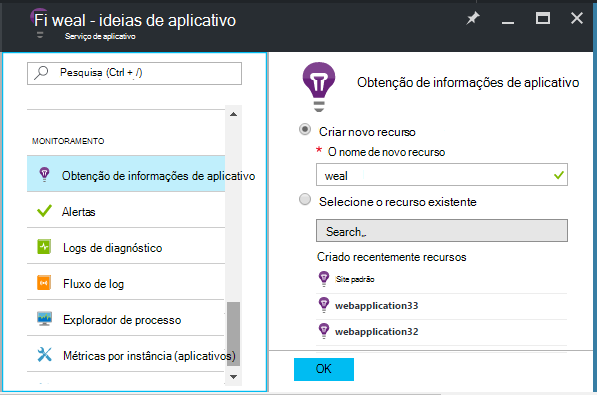 Fi weal - ideias de aplicativo
Serviço de aplicativo
Pesquisa (Ctrl + /)
MONITORAMENTO
Obtenção de informações de aplicativo
Alertas
Logs de diagnóstico
Fluxo de log
Explorador de processo
Métricas por instância (aplicativos)
Obtenção de informações de aplicativo
Criar novo recurso
* O nome de novo recurso
weal
Selecione o recurso existente
Search,.
Criado recentemente recursos
Site padrão
webapplication33
webapplication32
OK